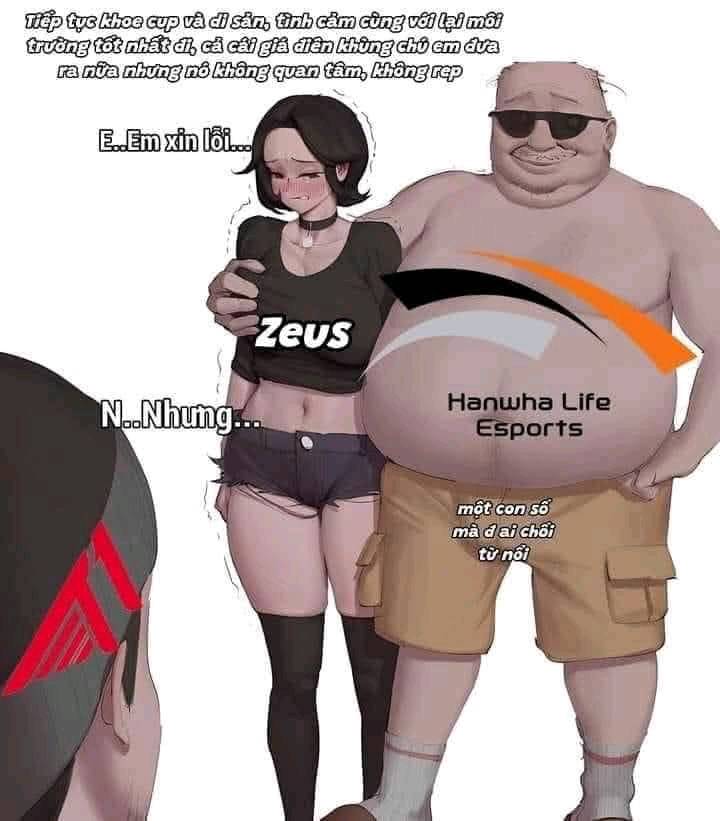 Tiếp tục khoe cup và di sản, tình cảm cùng với lại môi
trường tốt nhất đi, cả cái giá điên khùng chú em đưa
ra nữa nhưng nó không quan tâm, không rep
E..Em xin lỗi...
Zeus
N..Nhưng...
Hanwha Life
Esports
một con số
mà đ ai chối
từ nổi
T1